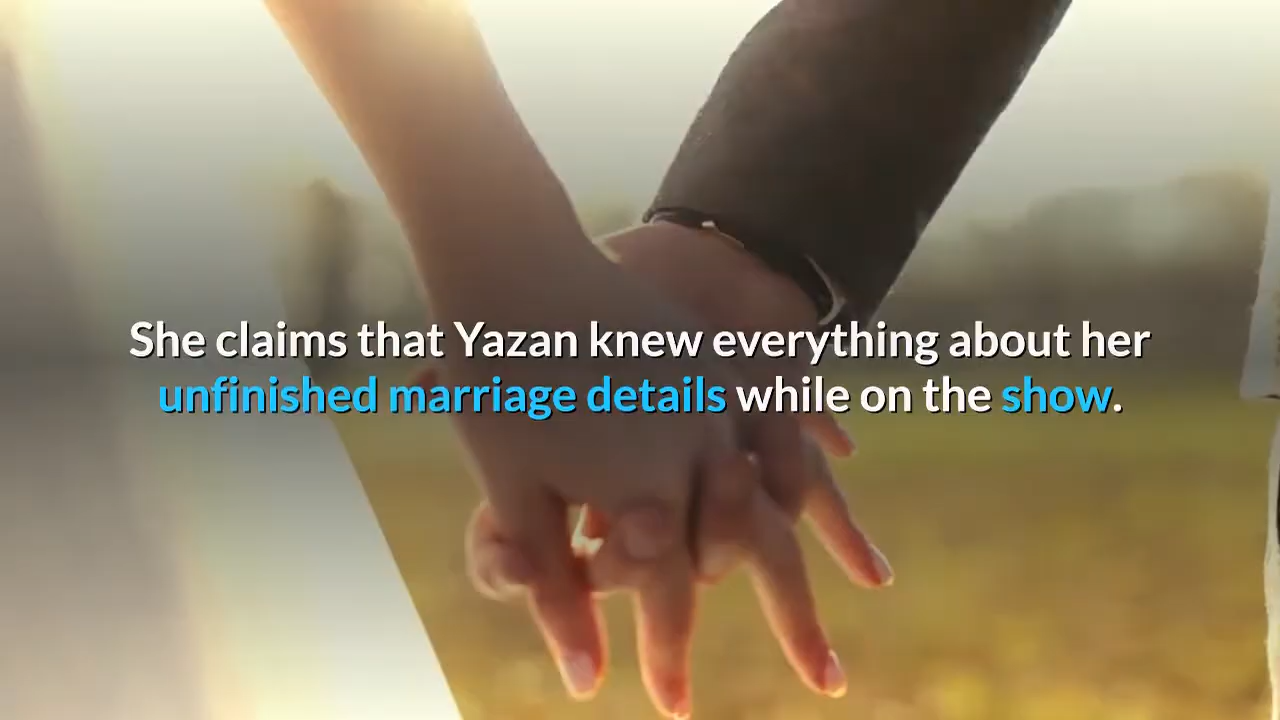 She claims that Yazan knew everything about her
unfinished marriage details while on the show.